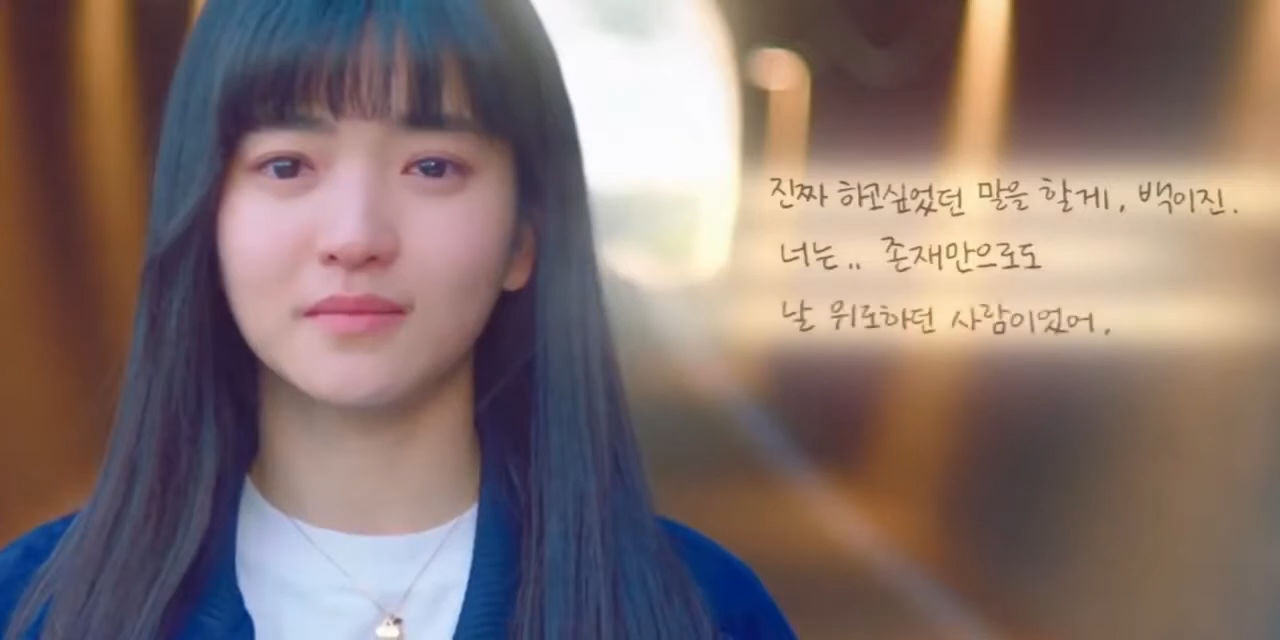 진짜 하고싶었던 말을 할게, 백이진.
너는.. 존재만으로도
날 위로하던 사람이었어.